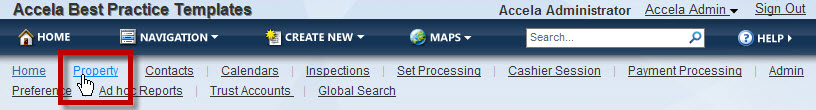 Accela Best Practice Templates Accela Administrator Accela Admin Sign Out
HOME NAVIGATION CREATE NEW MAPS Search... HELP
Home Property Contacts Calendars Inspections Set Processing Cashier Session Payment Processing Admin
Preference Ad hoc Reports Trust Accounts Global Search